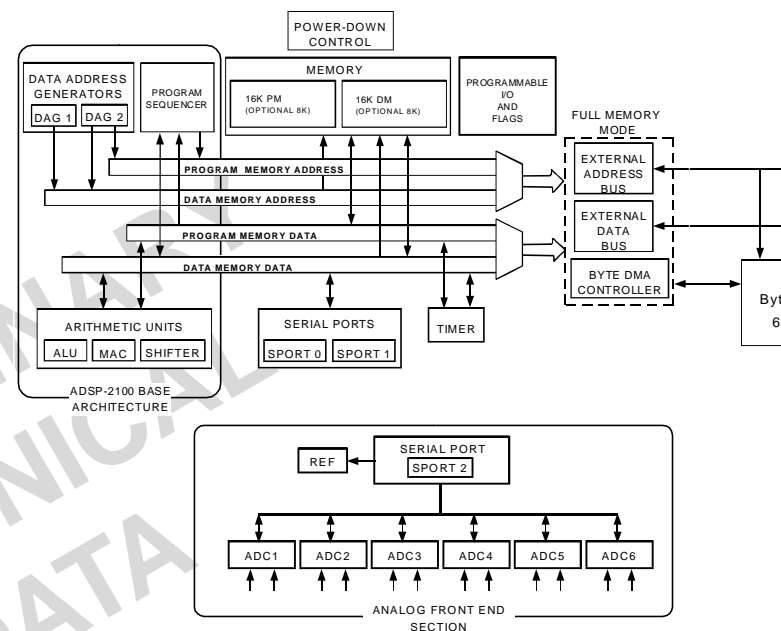 POWER-DOWN
CONTROL
DATA ADDRESS
GENERATORS
DAG 1
DAG 2
PROGRAM
SEQUENCER
MEMORY
16K PM
(OPTIONAL 8K)
16K DM
(OPTIONAL 8K)
PROGRAMMABLE
I/O
AND
FLAGS
FULL MEMORY
MODE
PROGRAM MEMORY ADDRESS
DATA MEMORY ADDRESS
PROGRAM MEMORY DATA
DATA MEMORY DATA
EXTERNAL
ADDRESS
BUS
EXTERNAL
DATA
BUS
BYTE DMA
CONTROLLER
ARITHMETIC UNITS
ALU
MAC
SHIFTER
SERIAL PORTS
SPORT 0
SPORT 1
TIMER
ADSP-2100 BASE
ARCHITECTURE
SERIAL PORT
SPORT 2
REF
ADC1
ADC2
ADC3
ADC4
ADC5
ADC6
ANALOG FRONT END
SECTION